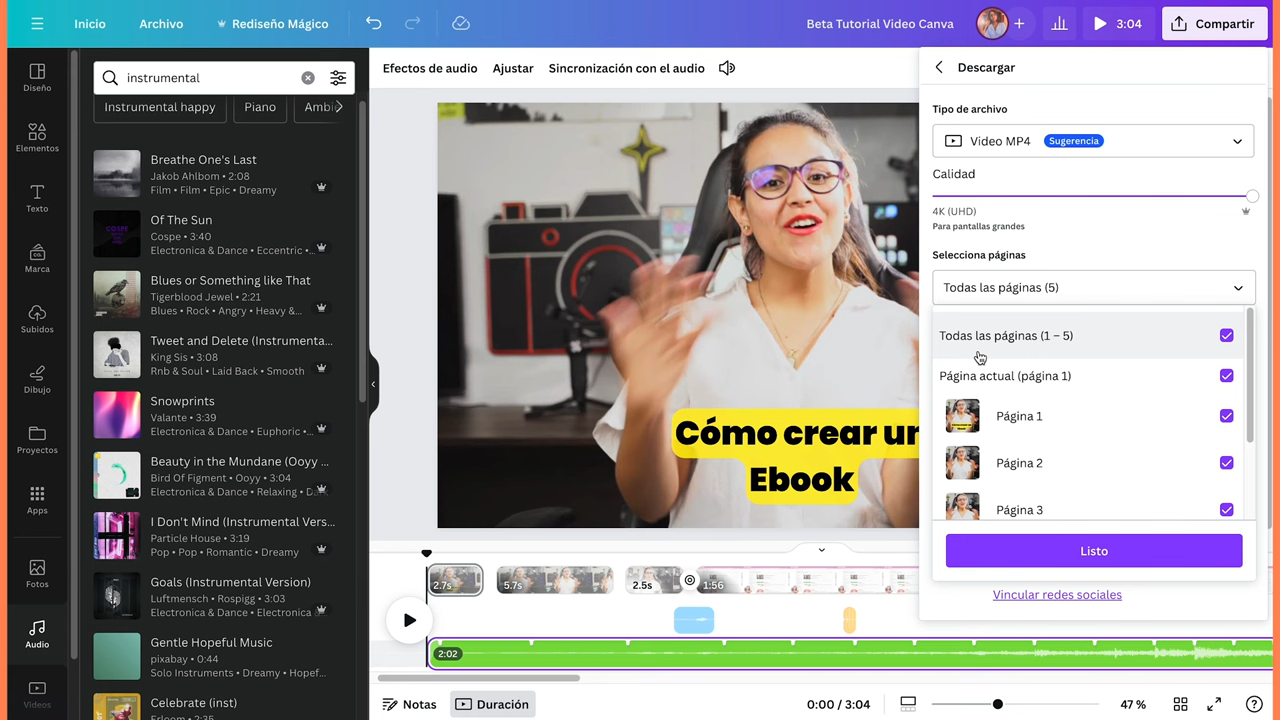 Inicio
Archivo
Rediseño Mágico
Beta Tutorial Video Canva
3:04
Compartir
Diseño
Elementos
Texto
Marca
Subidos
Dibujo
Proyectos
Apps
Fotos
Audio
Videos
instrumental
Instrumental happy
Piano
Ambi
Breathe One's Last
Jakob Ahlbom • 2:08
Film • Film • Epic • Dreamy
Of The Sun
Cospe • 3:40
Electronica & Dance • Eccentric •...
Blues or Something like That
Tigerblood Jewel • 2:21
Blues • Rock • Angry • Heavy &...
Tweet and Delete (Instrumenta...
King Sis • 3:08
Rnb & Soul • Laid Back • Smooth
Snowprints
Valante • 3:39
Electronica & Dance • Euphoric •...
Beauty in the Mundane (Ooyy ...
Bird Of Figment • Ooyy • 3:04
Electronica & Dance • Relaxing • Da
I Don't Mind (Instrumental Vers...
Particle House • 3:19
Pop • Pop • Romantic • Dreamy
Goals (Instrumental Version)
Luftmensch • Rospigg • 3:03
Electronica & Dance • Electronica
Gentle Hopeful Music
pixabay • 0:44
Solo Instruments • Dreamy • Hopef...
Celebrate (inst)
Erloom • 2:35
Efectos de audio
Ajustar
Sincronización con el audio
Cómo crear un
Ebook
Descargar
Tipo de archivo
Video MP4
Sugerencia
Calidad
4K (UHD)
Para pantallas grandes
Selecciona páginas
Todas las páginas (5)
Todas las páginas (1 – 5)
Página actual (página 1)
Página 1
Página 2
Página 3
Listo
Vincular redes sociales
2.7s
5.7s
2.5s
1:56
2:02
Notas
Duración
0:00 / 3:04
47 %